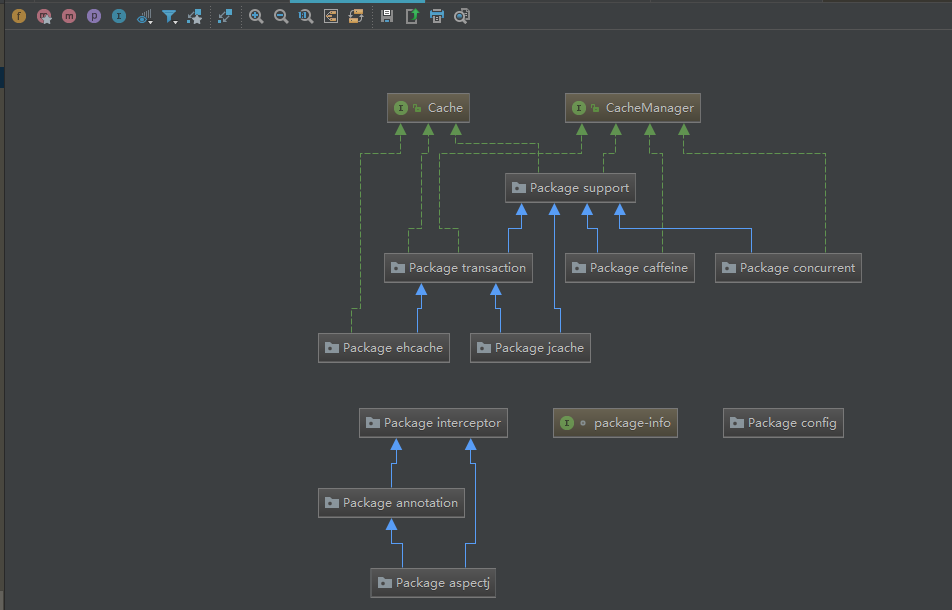 Cache
CacheManager
Package support
Package transaction
Package caffeine
Package concurrent
Package ehcache
Package jcache
Package interceptor
package-info
Package config
Package annotation
Package aspectj